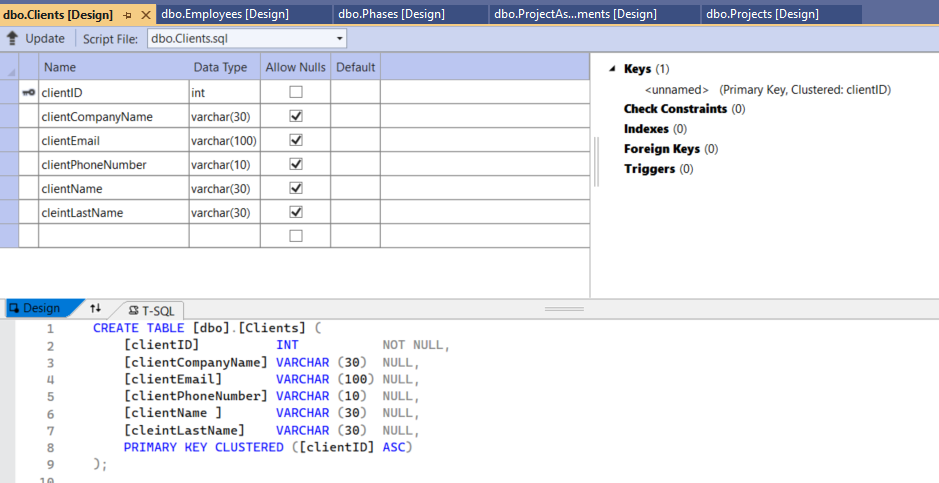 dbo.Clients [Design]
dbo.Employees [Design]
dbo.Phases [Design]
dbo.ProjectAs...ments [Design]
dbo.Projects [Design]
Update Script File: dbo.Clients.sql
Name Data Type Allow Nulls Default
clientID int
clientCompanyName varchar(30)
clientEmail varchar(100)
clientPhoneNumber varchar(10)
clientName varchar(30)
cleintLastName varchar(30)
Keys (1)
<unnamed> (Primary Key, Clustered: clientID)
Check Constraints (0)
Indexes (0)
Foreign Keys (0)
Triggers (0)
Design T-SQL
1 CREATE TABLE [dbo].[Clients] (
2 [clientID] INT NOT NULL,
3 [clientCompanyName] VARCHAR (30) NULL,
4 [clientEmail] VARCHAR (100) NULL,
5 [clientPhoneNumber] VARCHAR (10) NULL,
6 [clientName ] VARCHAR (30) NULL,
7 [cleintLastName] VARCHAR (30) NULL,
8 PRIMARY KEY CLUSTERED ([clientID] ASC)
9 );
10